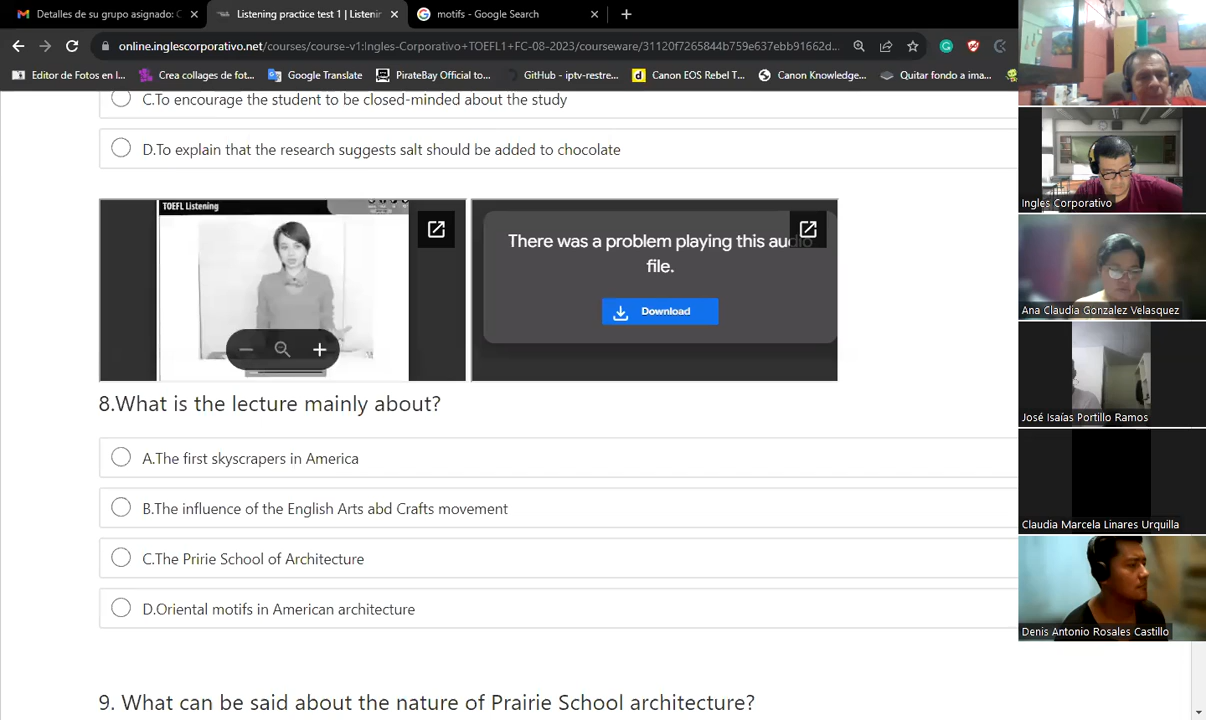 Detalles de su grupo asignado: C
Listening practice test 1 | Listenin
motifs - Google Search
online.inglescorporativo.net/courses/course-v1:Ingles-Corporativo+TOEFL1+FC-08-2023/courseware/31120f7265844b759e637ebb91662d...
Editor de Fotos en l...
Crea collages de fot...
Google Translate
PirateBay Official to...
GitHub - iptv-restre...
Canon EOS Rebel T...
Canon Knowledge...
Quitar fondo a ima...
C.To encourage the student to be closed-minded about the study
D.To explain that the research suggests salt should be added to chocolate
TOEFL Listening
There was a problem playing this audio
file.
Download
8.What is the lecture mainly about?
A.The first skyscrapers in America
B.The influence of the English Arts abd Crafts movement
C.The Pririe School of Architecture
D.Oriental motifs in American architecture
9. What can be said about the nature of Prairie School architecture?
Ingles Corporativo
Ana Claudia Gonzalez Velasquez
José Isaías Portillo Ramos
Claudia Marcela Linares Urquilla
Denis Antonio Rosales Castillo